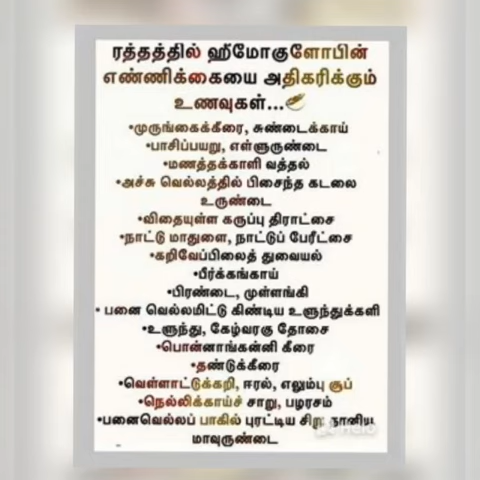 ரத்தத்தில் ஹீமோகுளோபின்
எண்ணிக்கையை அதிகரிக்கும்
உணவுகள்...
•முருங்கைக்கீரை, சுண்டைக்காய்
•பாசிப்பயறு, எள்ளுருண்டை
•மணத்தக்காளி வத்தல்
•அச்சு வெல்லத்தில் பிசைந்த கடலை
உருண்டை
•விதையுள்ள கருப்பு திராட்சை
•நாட்டு மாதுளை, நாட்டுப் பேரீட்சை
•கறிவேப்பிலைத் துவையல்
•பீர்க்கங்காய்
•பிரண்டை, முள்ளங்கி
• பனை வெல்லமிட்டு கிண்டிய உளுந்துக்களி
•உளுந்து, கேழ்வரகு தோசை
•பொன்னாங்கன்னி கீரை
•தண்டுக்கீரை
•வெள்ளாட்டுக்கறி, ஈரல், எலும்பு சூப்
•நெல்லிக்காய்ச் சாறு, பழரசம்
•பனைவெல்லப் பாகில் புரட்டிய சிறு தானிய
மாவுருண்டை